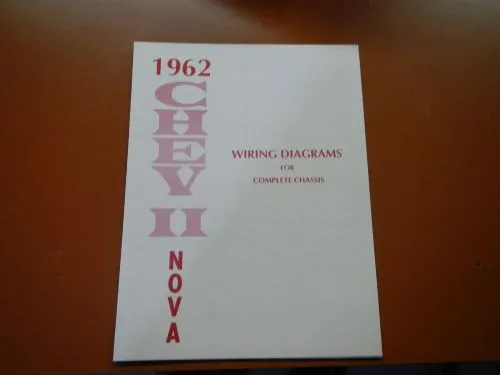 1962
CHEV
II
NOVA
WIRING DIAGRAMS
FOR
COMPLETE CHASSIS